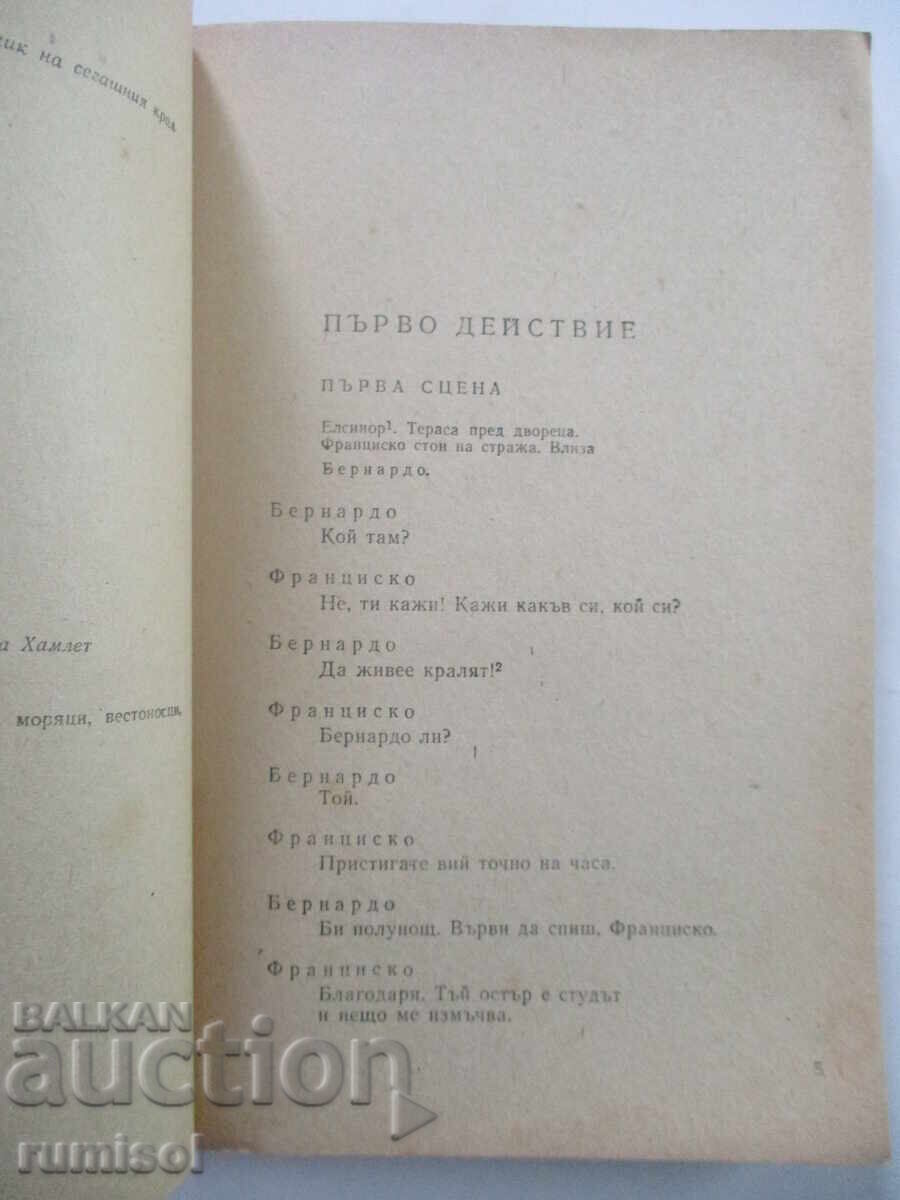 ик на сегашния крал
а Хамлет
моряци, вестоносци,
ПЪРВО ДЕЙСТВИЕ
ПЪРВА СЦЕНА
Елсинор¹. Тераса пред двореца.
Франциско стои на стража. Влиза
Бернардо.
Бернардо
Кой там?
Франциско
Не, ти кажи! Кажи какъв си, кой си?
Бернардо
Да живее кралят!²
Франциско
Бернардо ли?
Бернардо
Той.
Франциско
Пристигате вий точно на часа.
Бернардо
Би полунощ. Върви да спиш, Франциско.
Франциско
Благодаря. Тъй остър е студът
и нещо ме измъчва.
5
BALKAN
auction
rumisol